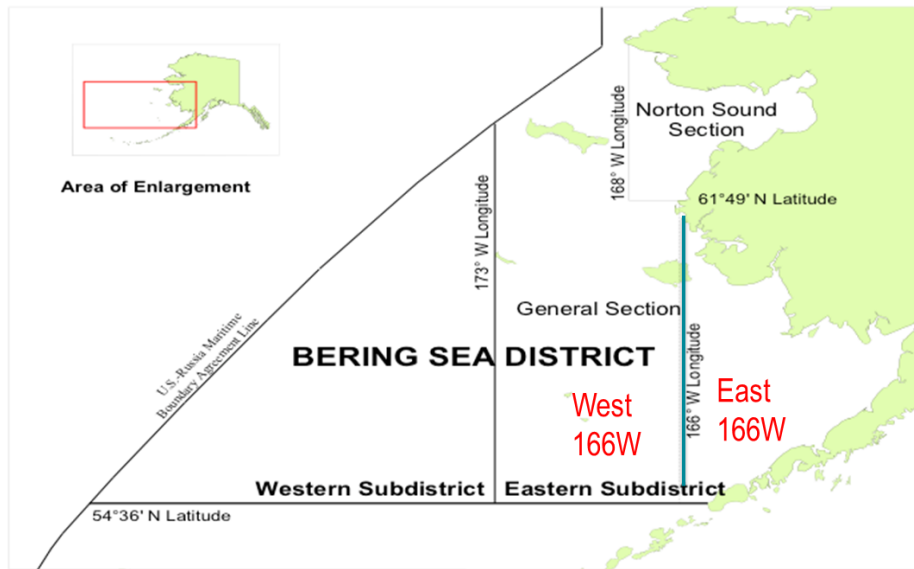 Area of Enlargement
Norton Sound
Section
168° W Longitude
61°49' N Latitude
173° W Longitude
General Section
U.S.-Russia Maritime
Boundary Agreement Line
BERING SEA DISTRICT
166° W Longitude
West
166W
East
166W
Western Subdistrict
Eastern Subdistrict
54°36' N Latitude